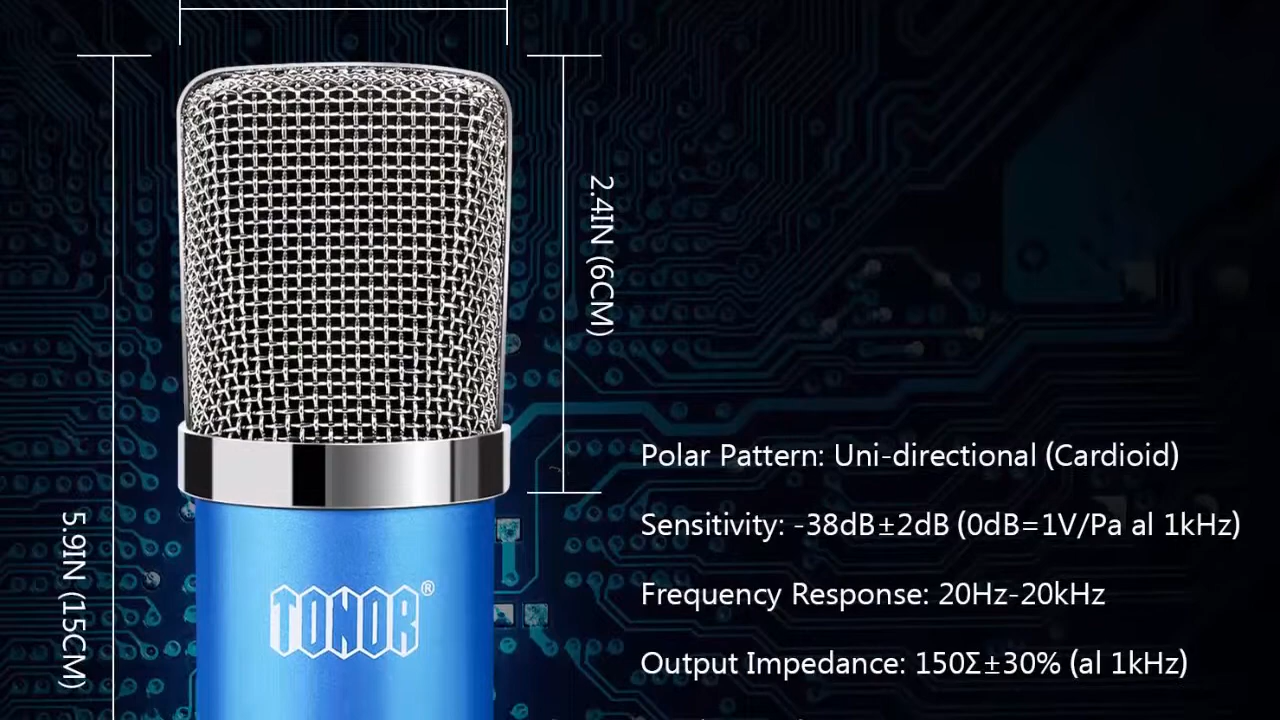 2.4IN (6CM)
5.9IN (15CM)
TONOR®
Polar Pattern: Uni-directional (Cardioid)
Sensitivity: -38dB±2dB (0dB=1V/Pa al 1kHz)
Frequency Response: 20Hz-20kHz
Output Impedance: 150Σ±30% (al 1kHz)